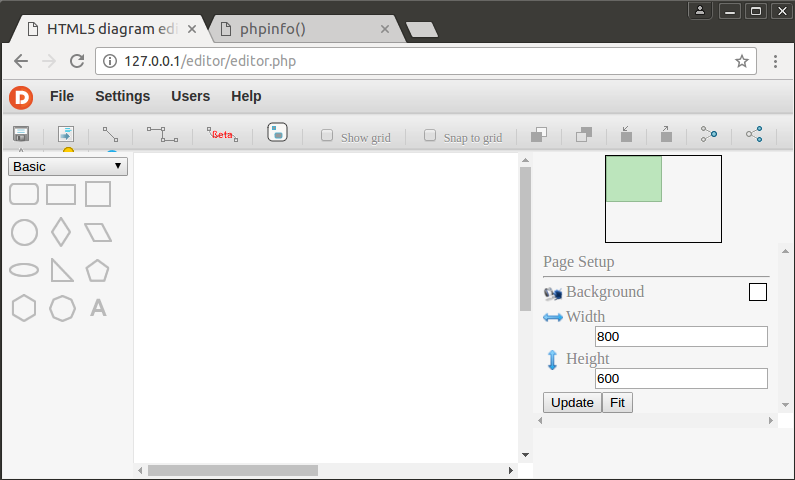 HTML5 diagram edi
phpinfo()
127.0.0.1/editor/editor.php
D
File Settings Users Help
Beta Show grid Snap to grid
Basic
A
Page Setup
Background
Width
800
Height
600
Update Fit